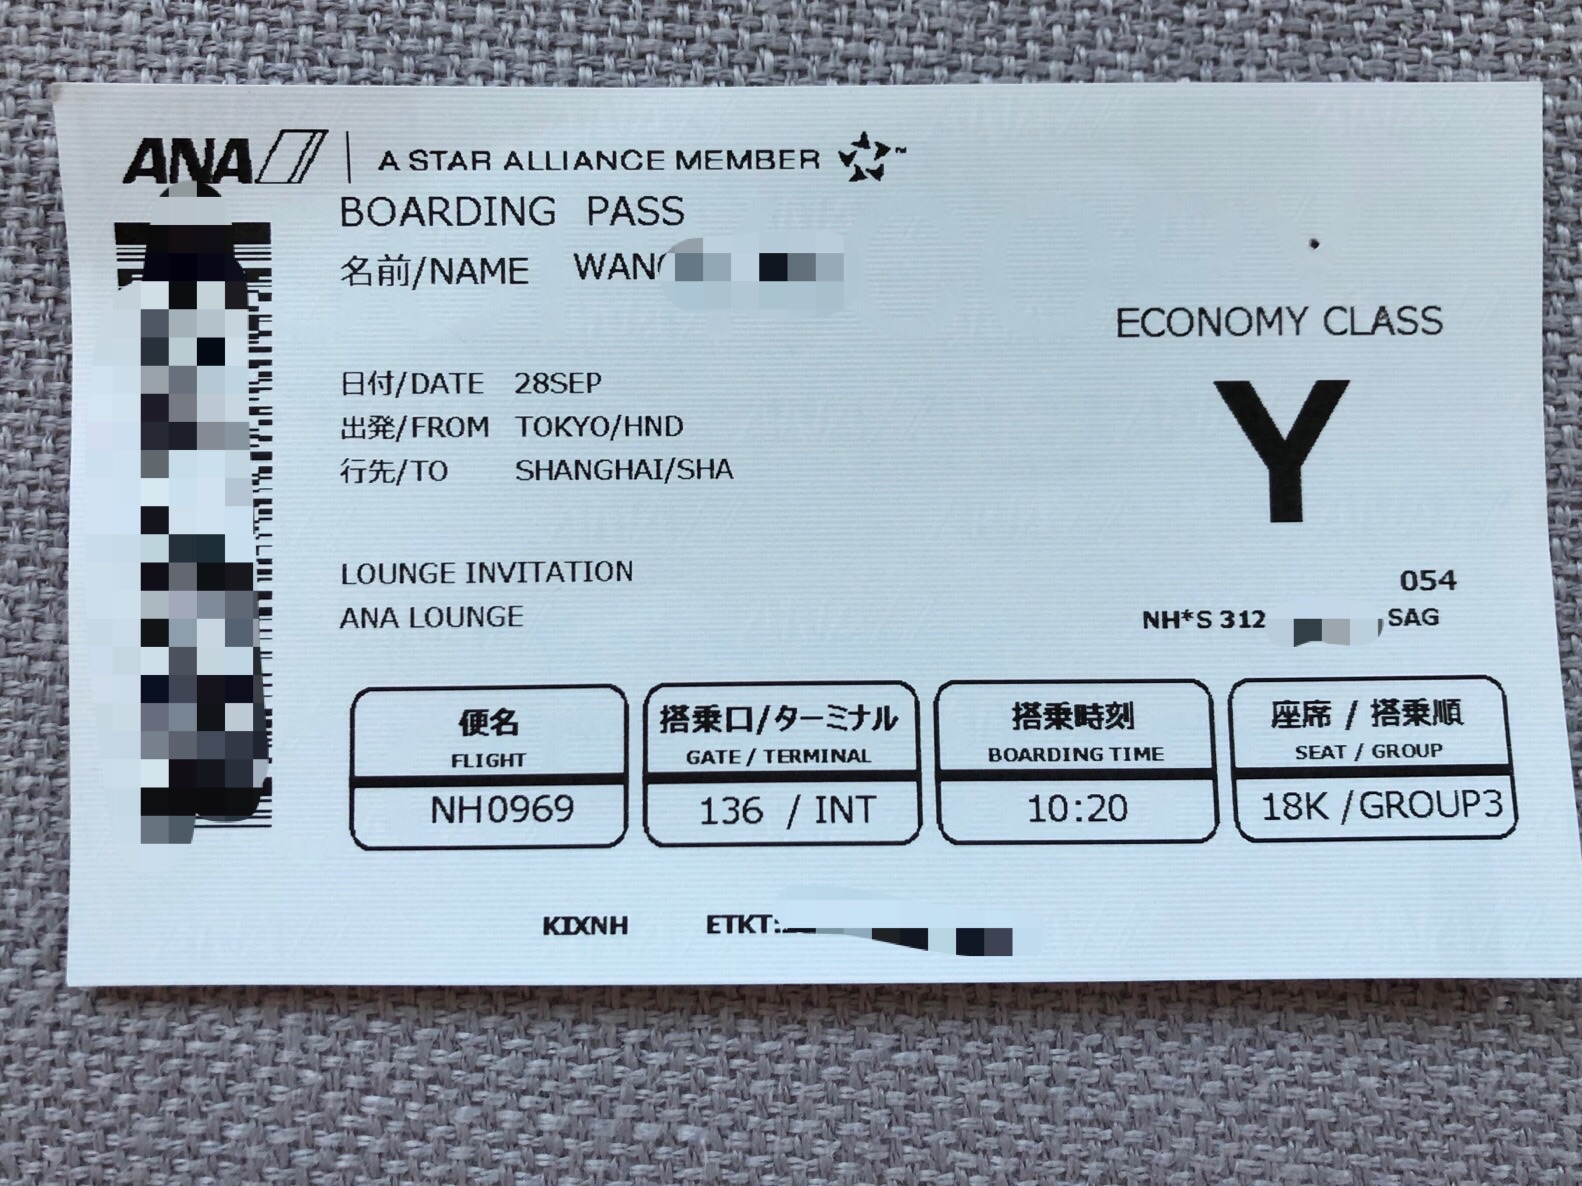 ANA A STAR ALLIANCE MEMBER
BOARDING PASS
名前/NAME
ECONOMY CLASS
Y
日付/DATE 28SEP
出発/FROM TOKYO/HND
行先/TO SHANGHAI/SHA
LOUNGE INVITATION
ANA LOUNGE
054
NH*S 312 SAG
便名
FLIGHT
NH0969
搭乗口/ターミナル
GATE / TERMINAL
136 / INT
搭乗時刻
BOARDING TIME
10:20
座席 / 搭乗順
SEAT / GROUP
18K /GROUP3
KIXNH ETKT: